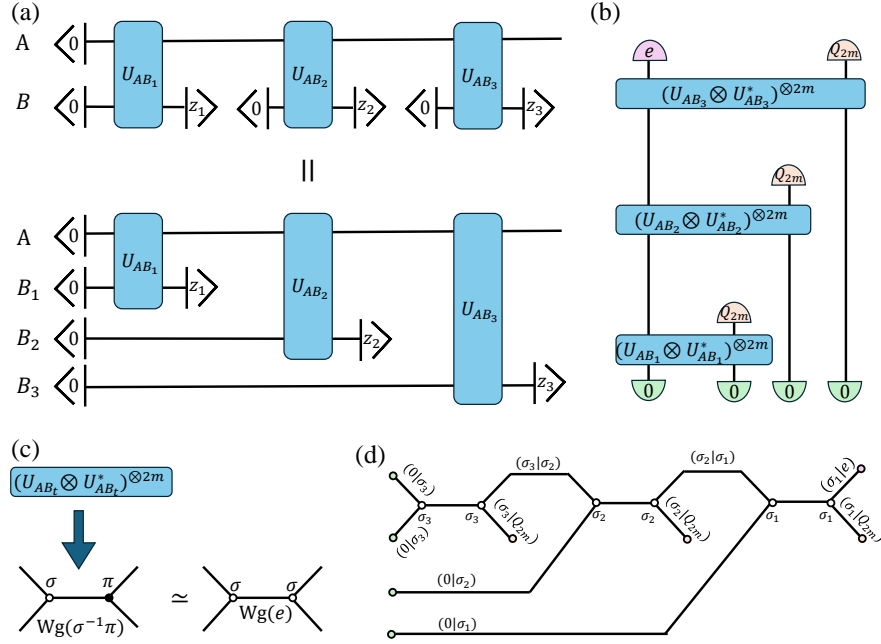 (a)
A 0 U_{AB_1} U_{AB_2} U_{AB_3}
B 0 z_1 0 z_2 0 z_3
=
A 0
B_1 0 U_{AB_1} z_1 U_{AB_2} U_{AB_3}
B_2 0 z_2
B_3 0 z_3
(b)
e Q_{2m}
(U_{AB_3} ⊗ U^*_{AB_3})^{⊗2m}
Q_{2m}
(U_{AB_2} ⊗ U^*_{AB_2})^{⊗2m}
Q_{2m}
(U_{AB_1} ⊗ U^*_{AB_1})^{⊗2m}
0 0 0 0
(c)
(U_{AB_t} ⊗ U^*_{AB_t})^{⊗2m}
σ π ≃ σ σ
Wg(σ^{-1}π) Wg(e)
(d)
(0|σ_3) (σ_3|σ_2) (σ_2|σ_1) (σ_1|e)
σ_3 σ_3 (σ_3|Q_{2m}) σ_2 σ_2 (σ_2|Q_{2m}) σ_1 σ_1 (σ_1|Q_{2m})
(0|σ_3)
(0|σ_2)
(0|σ_1)